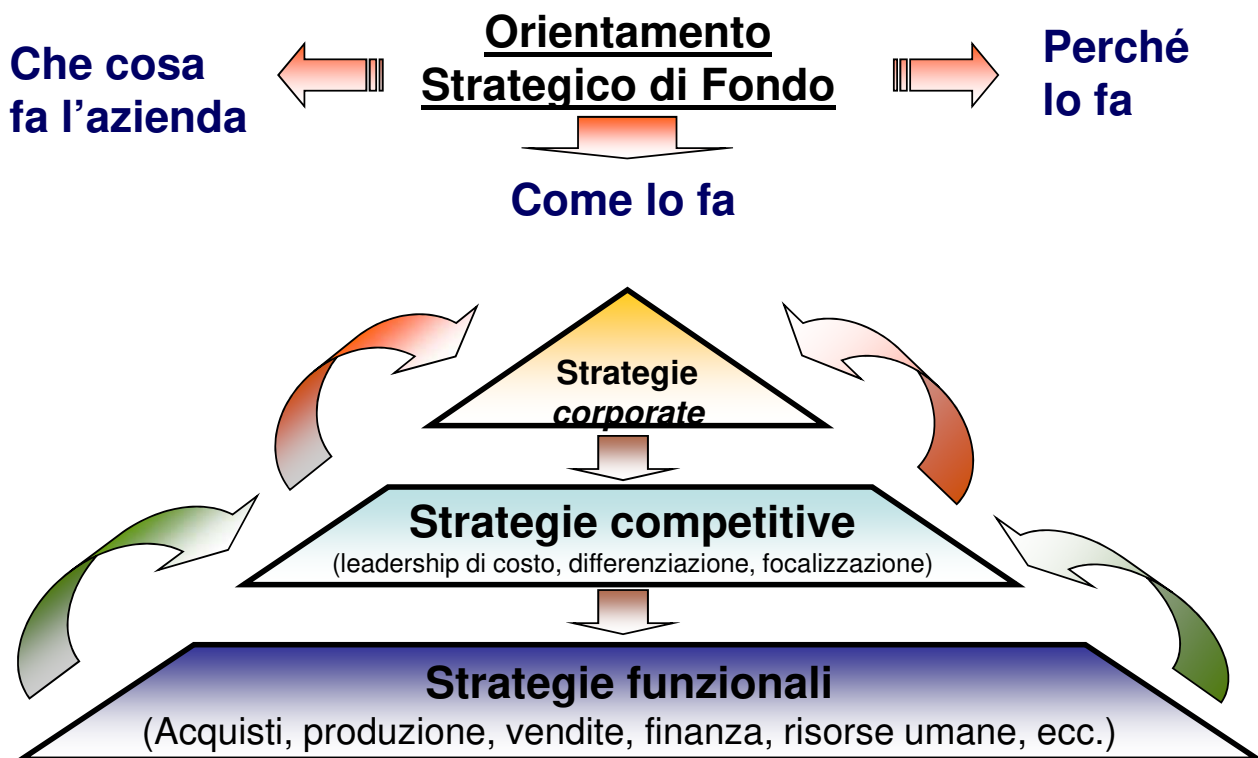 Orientamento
Strategico di Fondo
Che cosa
fa l'azienda
Perché
lo fa
Come lo fa
Strategie
corporate
Strategie competitive
(leadership di costo, differenziazione, focalizzazione)
Strategie funzionali
(Acquisti, produzione, vendite, finanza, risorse umane, ecc.)